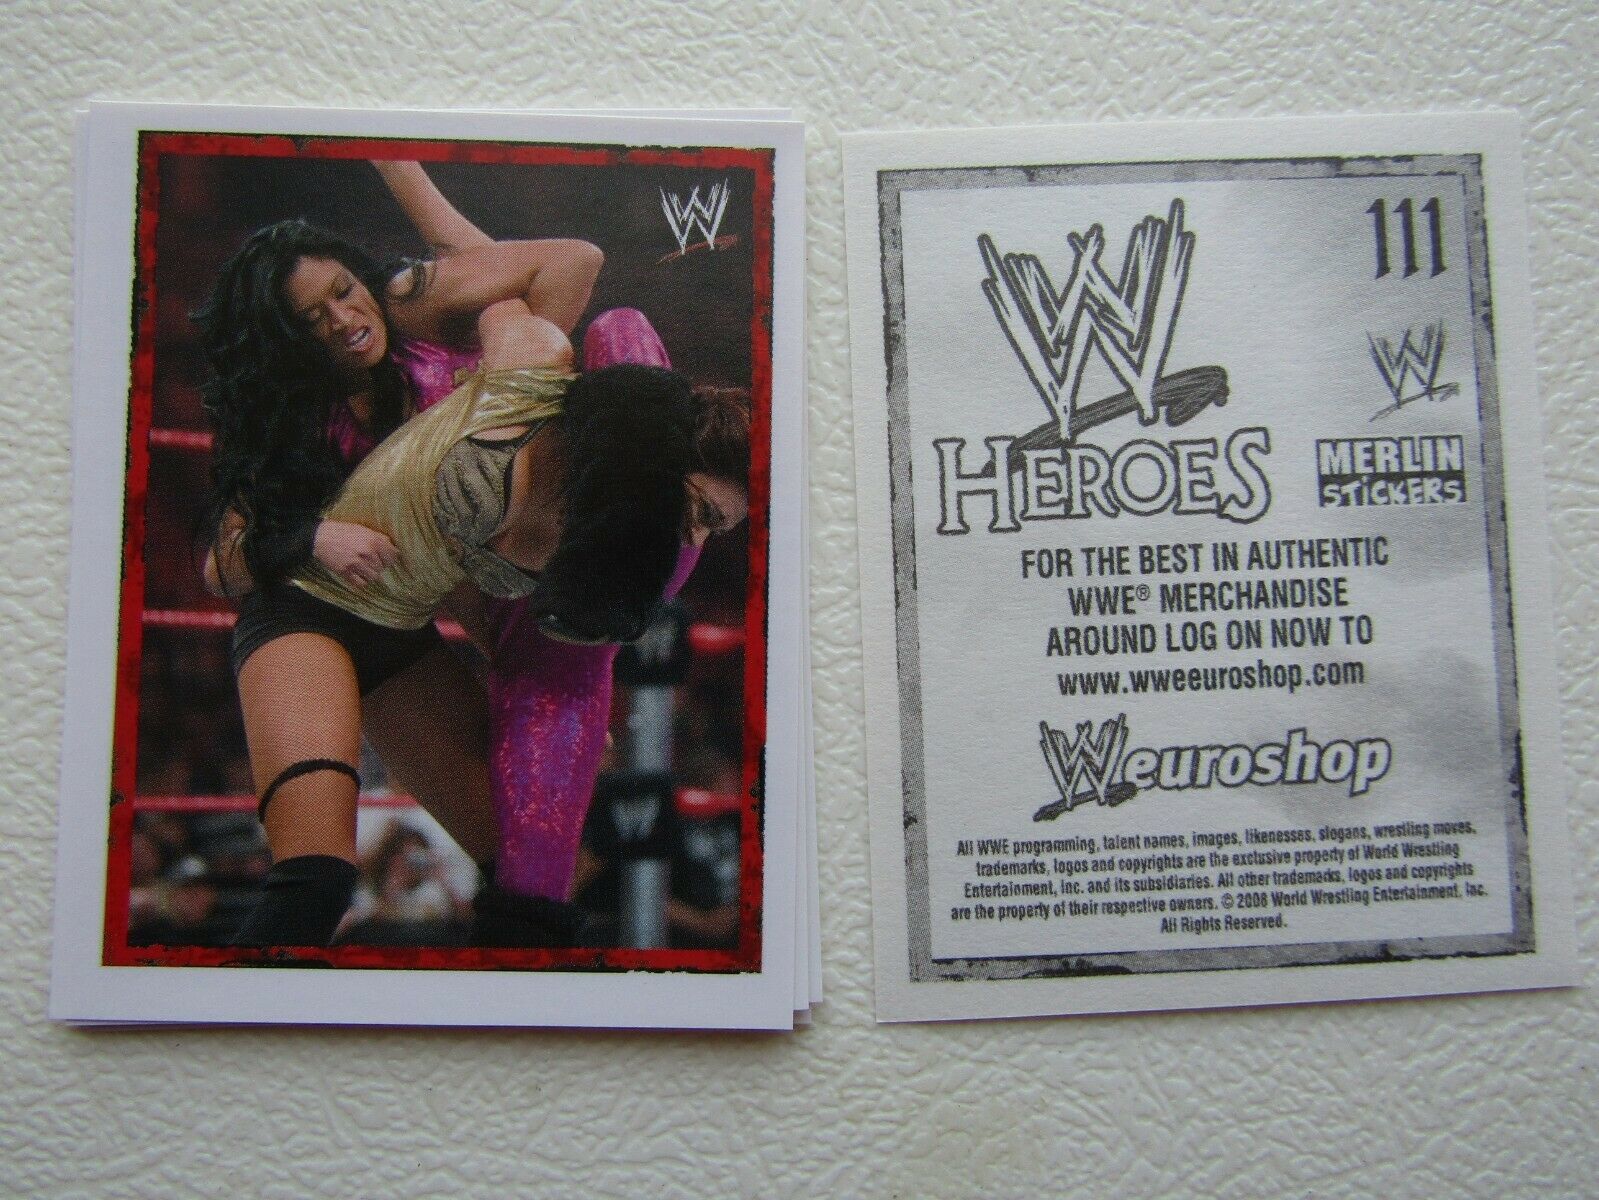 W
111
W
W
HEROES
MERLIN
STICKERS
FOR THE BEST IN AUTHENTIC
WWE® MERCHANDISE
AROUND LOG ON NOW TO
www.wweeuroshop.com
Weuroshop
All WWE programming, talent names, images, likenesses, slogans, wrestling moves,
trademarks, logos and copyrights are the exclusive property of World Wrestling
Entertainment, Inc. and its subsidiaries. All other trademarks, logos and copyrights
are the property of their respective owners. © 2008 World Wrestling Entertainment, Inc.
All Rights Reserved.